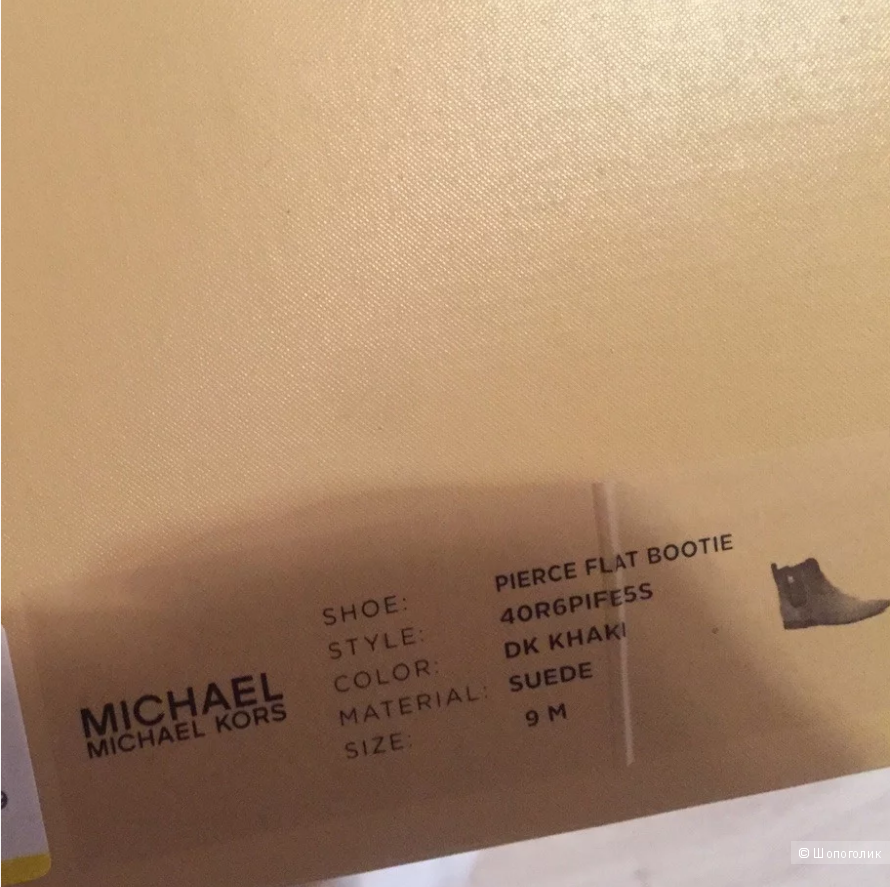 MICHAEL
MICHAEL KORS
SHOE: PIERCE FLAT BOOTIE
STYLE: 40R6PIFE5S
COLOR: DK KHAKI
MATERIAL: SUEDE
SIZE: 9 M
© Шопоголик